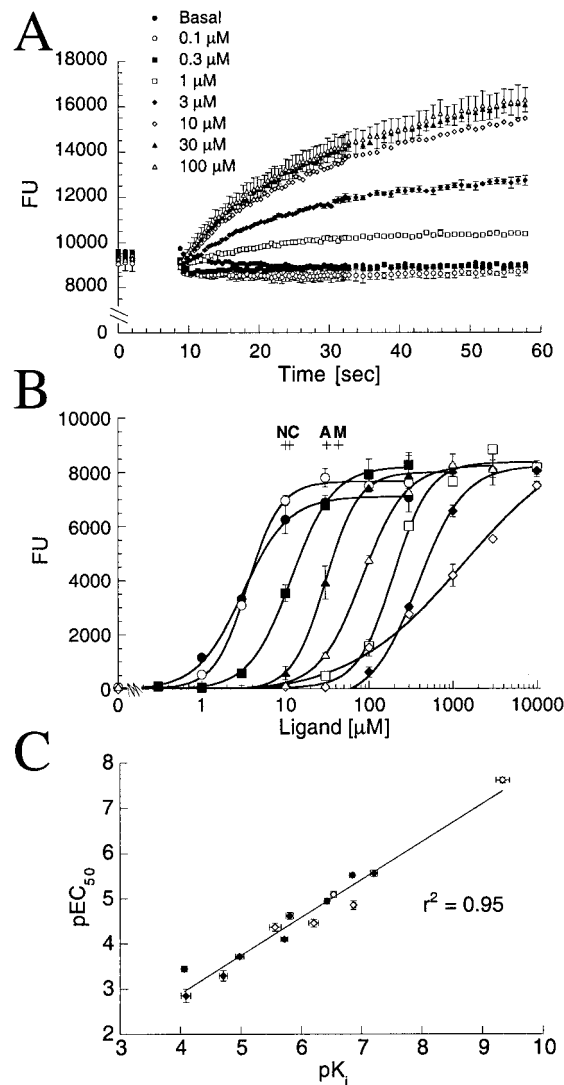 A
Basal
0.1 μM
0.3 μM
1 μM
3 μM
10 μM
30 μM
100 μM
18000
16000
14000
12000
10000
8000
0
FU
0 10 20 30 40 50 60
Time [sec]
B
NC A M
10000
8000
6000
4000
2000
0
FU
0 1 10 100 1000 10000
Ligand [μM]
C
8
7
6
5
4
3
2
pEC50
r² = 0.95
3 4 5 6 7 8 9 10
pKi